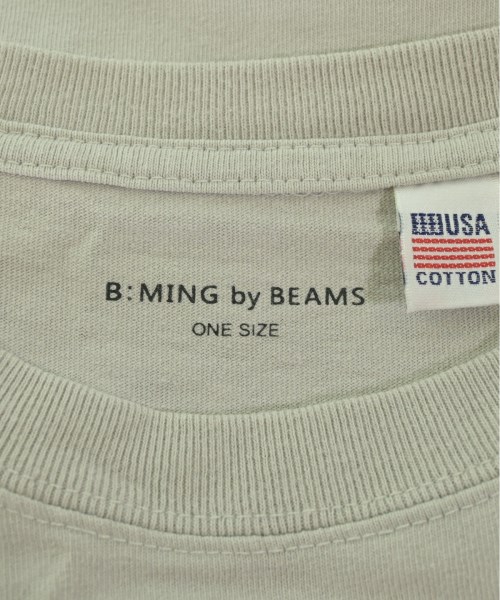 USA
COTTON
B:MING by BEAMS
ONE SIZE